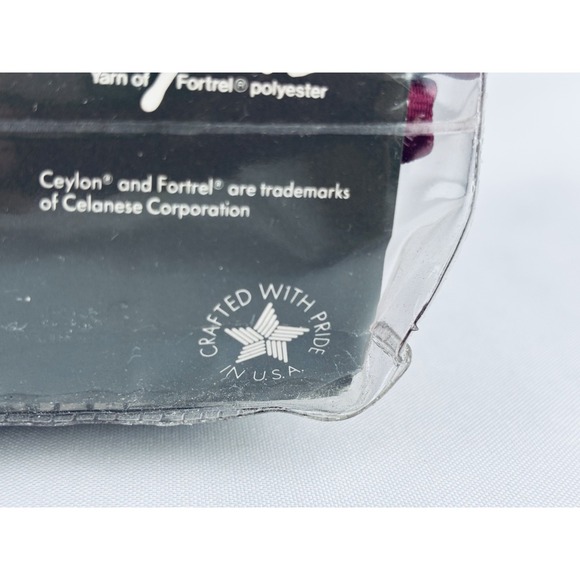 Yarn of Fortrel® polyester
Ceylon® and Fortrel® are trademarks
of Celanese Corporation
CRAFTED WITH PRIDE
IN U.S.A.